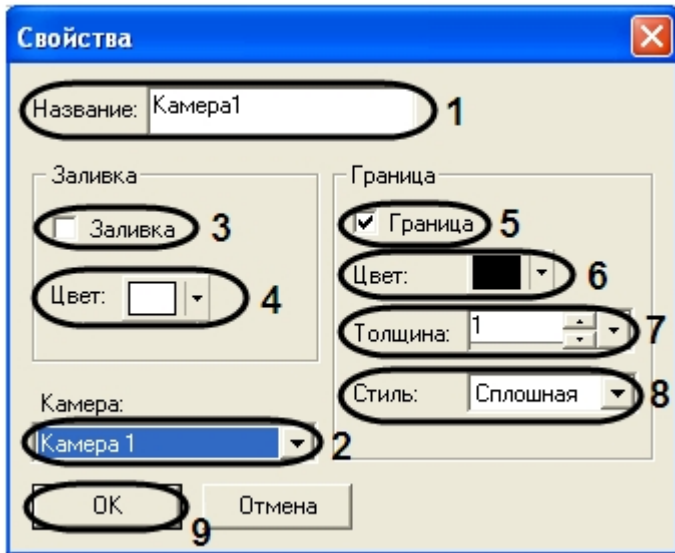 Свойства
Название: Камера1 1
Заливка
Заливка 3
Цвет: 4
Граница
Граница 5
Цвет: 6
Толщина: 1 7
Стиль: Сплошная 8
Камера:
Камера 1 2
OK 9
Отмена